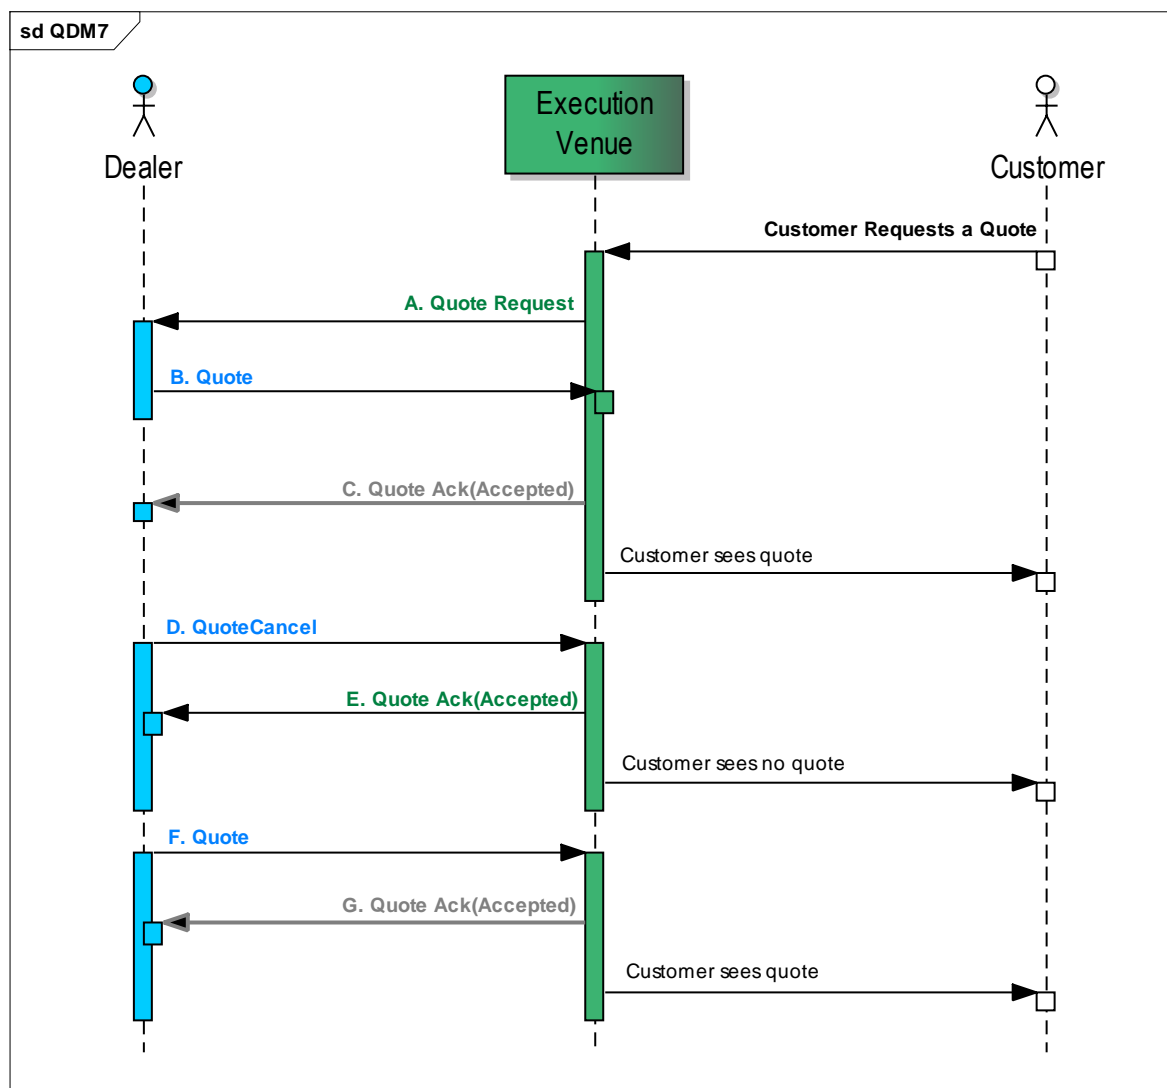 sd QDM7
Execution
Venue
Dealer
Customer
Customer Requests a Quote
A. Quote Request
B. Quote
C. Quote Ack(Accepted)
Customer sees quote
D. QuoteCancel
E. Quote Ack(Accepted)
Customer sees no quote
F. Quote
G. Quote Ack(Accepted)
Customer sees quote